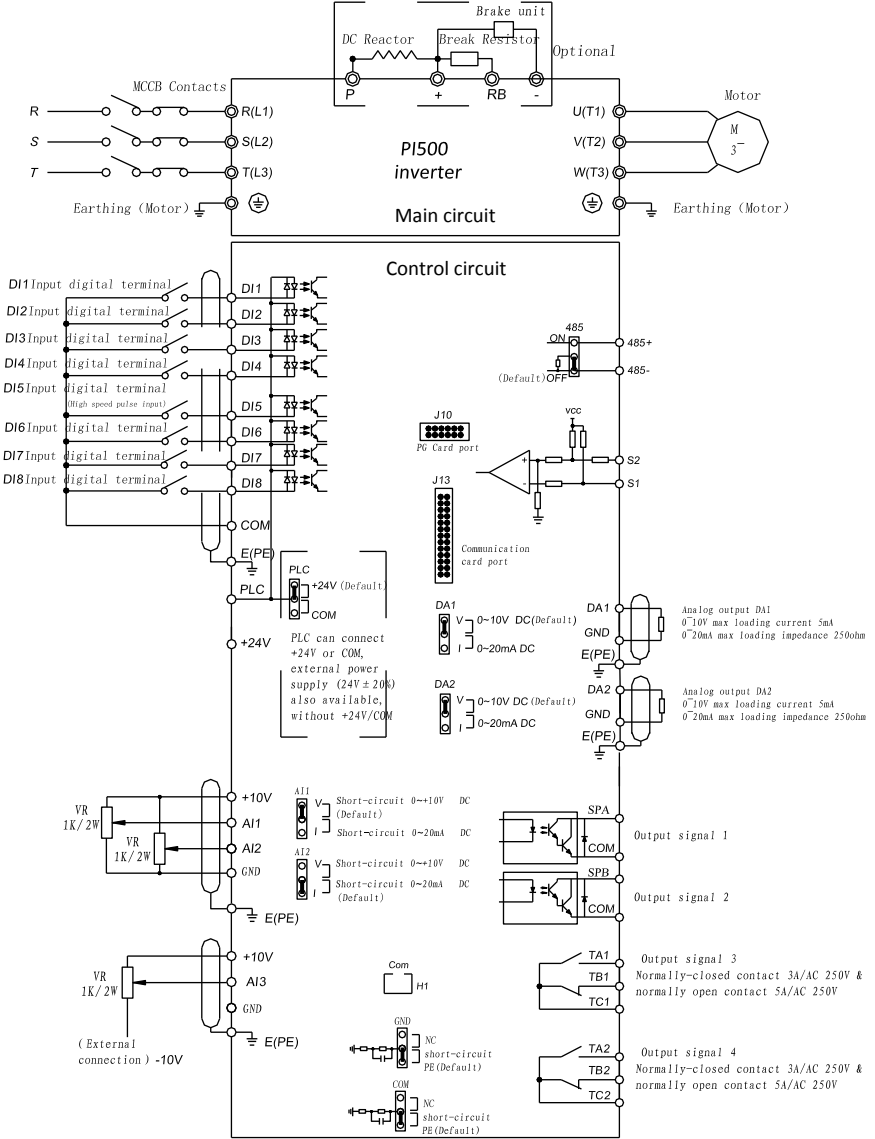 Brake unit
DC Reactor
Break Resistor
Optional
P
+
RB
-
MCCB Contacts
Motor
R
R(L1)
U(T1)
S
S(L2)
PI500
inverter
V(T2)
M
3~
T
T(L3)
W(T3)
Earthing (Motor)
Main circuit
Earthing (Motor)
Control circuit
DI1 Input digital terminal
DI1
DI2 Input digital terminal
DI2
DI3 Input digital terminal
DI3
DI4 Input digital terminal
DI4
DI5 Input digital terminal
(High speed pulse input)
DI5
DI6 Input digital terminal
DI6
DI7 Input digital terminal
DI7
DI8 Input digital terminal
DI8
COM
E(PE)
PLC
+24V
485
ON
485+
(Default) OFF
485-
J10
PG Card port
vcc
+
-
S2
S1
J13
Communication
card port
PLC
+24V (Default)
COM
PLC can connect
+24V or COM,
external power
supply (24V±20%)
also available,
without +24V/COM
DA1
V
0~10V DC(Default)
I
0~20mA DC
DA1
GND
E(PE)
Analog output DA1
0~10V max loading current 5mA
0~20mA max loading impedance 250ohm
DA2
V
0~10V DC (Default)
I
0~20mA DC
DA2
GND
E(PE)
Analog output DA2
0~10V max loading current 5mA
0~20mA max loading impedance 250ohm
VR
1K/2W
VR
1K/2W
+10V
AI1
AI2
GND
E(PE)
AI1
V
Short-circuit 0~+10V DC
(Default)
I
Short-circuit 0~20mA DC
AI2
V
Short-circuit 0~+10V DC
Short-circuit 0~20mA DC
I
(Default)
SPA
COM
Output signal 1
SPB
COM
Output signal 2
VR
1K/2W
+10V
AI3
GND
E(PE)
(External
connection) -10V
Com
H1
TA1
TB1
TC1
Output signal 3
Normally-closed contact 3A/AC 250V &
normally open contact 5A/AC 250V
GND
NC
short-circuit
PE(Default)
TA2
TB2
TC2
Output signal 4
Normally-closed contact 3A/AC 250V &
normally open contact 5A/AC 250V
COM
NC
short-circuit
PE(Default)